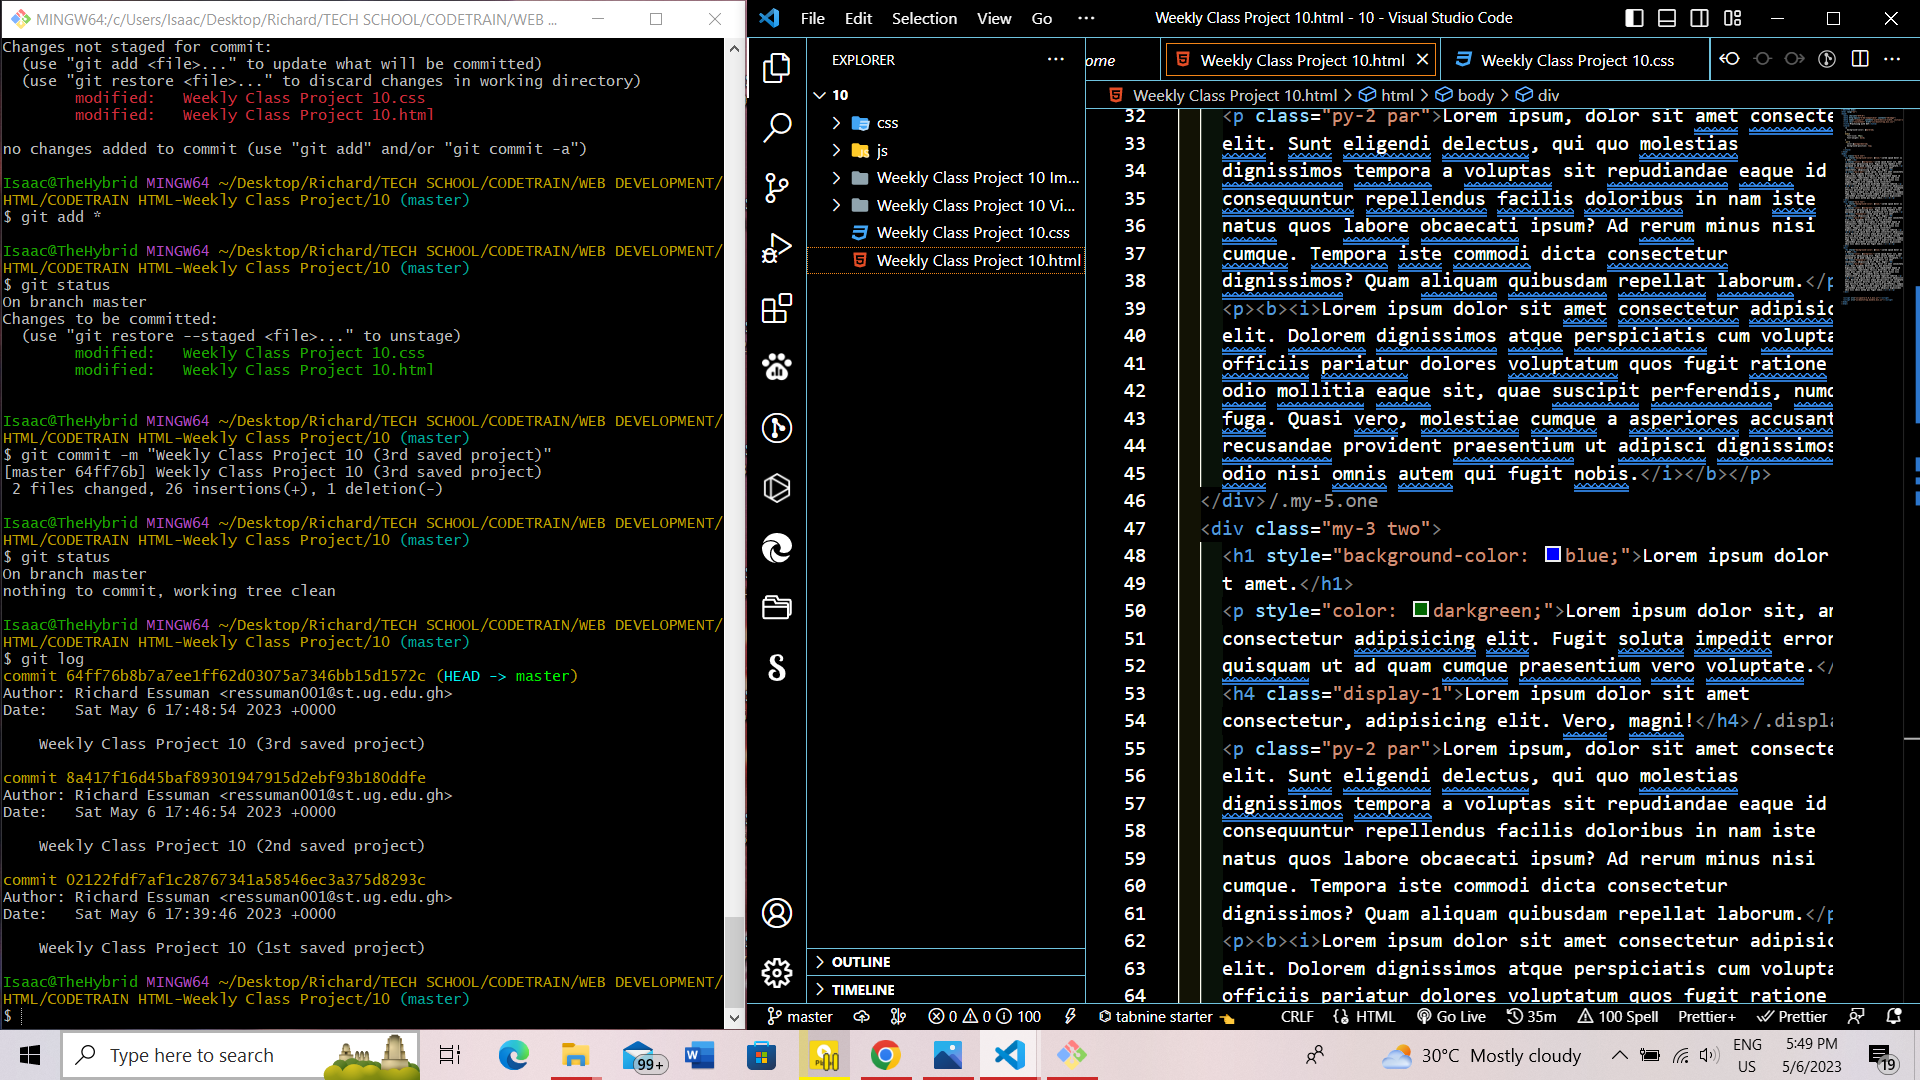 MINGW64:/c/Users/Isaac/Desktop/Richard/TECH SCHOOL/CODETRAIN/WEB ...
Changes not staged for commit:
(use "git add <file>..." to update what will be committed)
(use "git restore <file>..." to discard changes in working directory)
modified:   Weekly Class Project 10.css
modified:   Weekly Class Project 10.html
no changes added to commit (use "git add" and/or "git commit -a")
Isaac@TheHybrid MINGW64 ~/Desktop/Richard/TECH SCHOOL/CODETRAIN/WEB DEVELOPMENT/
HTML/CODETRAIN HTML-Weekly Class Project/10 (master)
$ git add *
Isaac@TheHybrid MINGW64 ~/Desktop/Richard/TECH SCHOOL/CODETRAIN/WEB DEVELOPMENT/
HTML/CODETRAIN HTML-Weekly Class Project/10 (master)
$ git status
On branch master
Changes to be committed:
(use "git restore --staged <file>..." to unstage)
modified:   Weekly Class Project 10.css
modified:   Weekly Class Project 10.html
Isaac@TheHybrid MINGW64 ~/Desktop/Richard/TECH SCHOOL/CODETRAIN/WEB DEVELOPMENT/
HTML/CODETRAIN HTML-Weekly Class Project/10 (master)
$ git commit -m "Weekly Class Project 10 (3rd saved project)"
[master 64ff76b] Weekly Class Project 10 (3rd saved project)
2 files changed, 26 insertions(+), 1 deletion(-)
Isaac@TheHybrid MINGW64 ~/Desktop/Richard/TECH SCHOOL/CODETRAIN/WEB DEVELOPMENT/
HTML/CODETRAIN HTML-Weekly Class Project/10 (master)
$ git status
On branch master
nothing to commit, working tree clean
Isaac@TheHybrid MINGW64 ~/Desktop/Richard/TECH SCHOOL/CODETRAIN/WEB DEVELOPMENT/
HTML/CODETRAIN HTML-Weekly Class Project/10 (master)
$ git log
commit 64ff76b8b7a7ee1ff62d03075a7346bb15d1572c (HEAD -> master)
Author: Richard Essuman <ressuman001@st.ug.edu.gh>
Date:   Sat May 6 17:48:54 2023 +0000
Weekly Class Project 10 (3rd saved project)
commit 8a417f16d45baf89301947915d2ebf93b180ddfe
Author: Richard Essuman <ressuman001@st.ug.edu.gh>
Date:   Sat May 6 17:46:54 2023 +0000
Weekly Class Project 10 (2nd saved project)
commit 02122fdf7af1c28767341a58546ec3a375d8293c
Author: Richard Essuman <ressuman001@st.ug.edu.gh>
Date:   Sat May 6 17:39:46 2023 +0000
Weekly Class Project 10 (1st saved project)
Isaac@TheHybrid MINGW64 ~/Desktop/Richard/TECH SCHOOL/CODETRAIN/WEB DEVELOPMENT/
HTML/CODETRAIN HTML-Weekly Class Project/10 (master)
$
File Edit Selection View Go ··· Weekly Class Project 10.html - 10 - Visual Studio Code
EXPLORER ···
10
css
js
Weekly Class Project 10 Im...
Weekly Class Project 10 Vi...
Weekly Class Project 10.css
Weekly Class Project 10.html
OUTLINE
TIMELINE
ome Weekly Class Project 10.html Weekly Class Project 10.css ···
Weekly Class Project 10.html > html > body > div
32 <p class="py-2 par">Lorem ipsum, dolor sit amet consecte
33 elit. Sunt eligendi delectus, qui quo molestias
34 dignissimos tempora a voluptas sit repudiandae eaque id
35 consequuntur repellendus facilis doloribus in nam iste
36 natus quos labore obcaecati ipsum? Ad rerum minus nisi
37 cumque. Tempora iste commodi dicta consectetur
38 dignissimos? Quam aliquam quibusdam repellat laborum.</p
39 <p><b><i>Lorem ipsum dolor sit amet consectetur adipisic
40 elit. Dolorem dignissimos atque perspiciatis cum volupta
41 officiis pariatur dolores voluptatum quos fugit ratione
42 odio mollitia eaque sit, quae suscipit perferendis, numq
43 fuga. Quasi vero, molestiae cumque a asperiores accusant
44 recusandae provident praesentium ut adipisci dignissimos
45 odio nisi omnis autem qui fugit nobis.</i></b></p>
46 </div>/.my-5.one
47 <div class="my-3 two">
48 <h1 style="background-color: blue;">Lorem ipsum dolor
49 t amet.</h1>
50 <p style="color: darkgreen;">Lorem ipsum dolor sit, am
51 consectetur adipisicing elit. Fugit soluta impedit error
52 quisquam ut ad quam cumque praesentium vero voluptate.</
53 <h4 class="display-1">Lorem ipsum dolor sit amet
54 consectetur, adipisicing elit. Vero, magni!</h4>/.displa
55 <p class="py-2 par">Lorem ipsum, dolor sit amet consecte
56 elit. Sunt eligendi delectus, qui quo molestias
57 dignissimos tempora a voluptas sit repudiandae eaque id
58 consequuntur repellendus facilis doloribus in nam iste
59 natus quos labore obcaecati ipsum? Ad rerum minus nisi
60 cumque. Tempora iste commodi dicta consectetur
61 dignissimos? Quam aliquam quibusdam repellat laborum.</p
62 <p><b><i>Lorem ipsum dolor sit amet consectetur adipisic
63 elit. Dolorem dignissimos atque perspiciatis cum volupta
64 officiis pariatur dolores voluptatum quos fugit ratione
master 0 0 100 tabnine starter CRLF HTML Go Live 35m 100 Spell Prettier+ Prettier
Type here to search 99+ 30°C Mostly cloudy ENG US 5:49 PM 5/6/2023 19